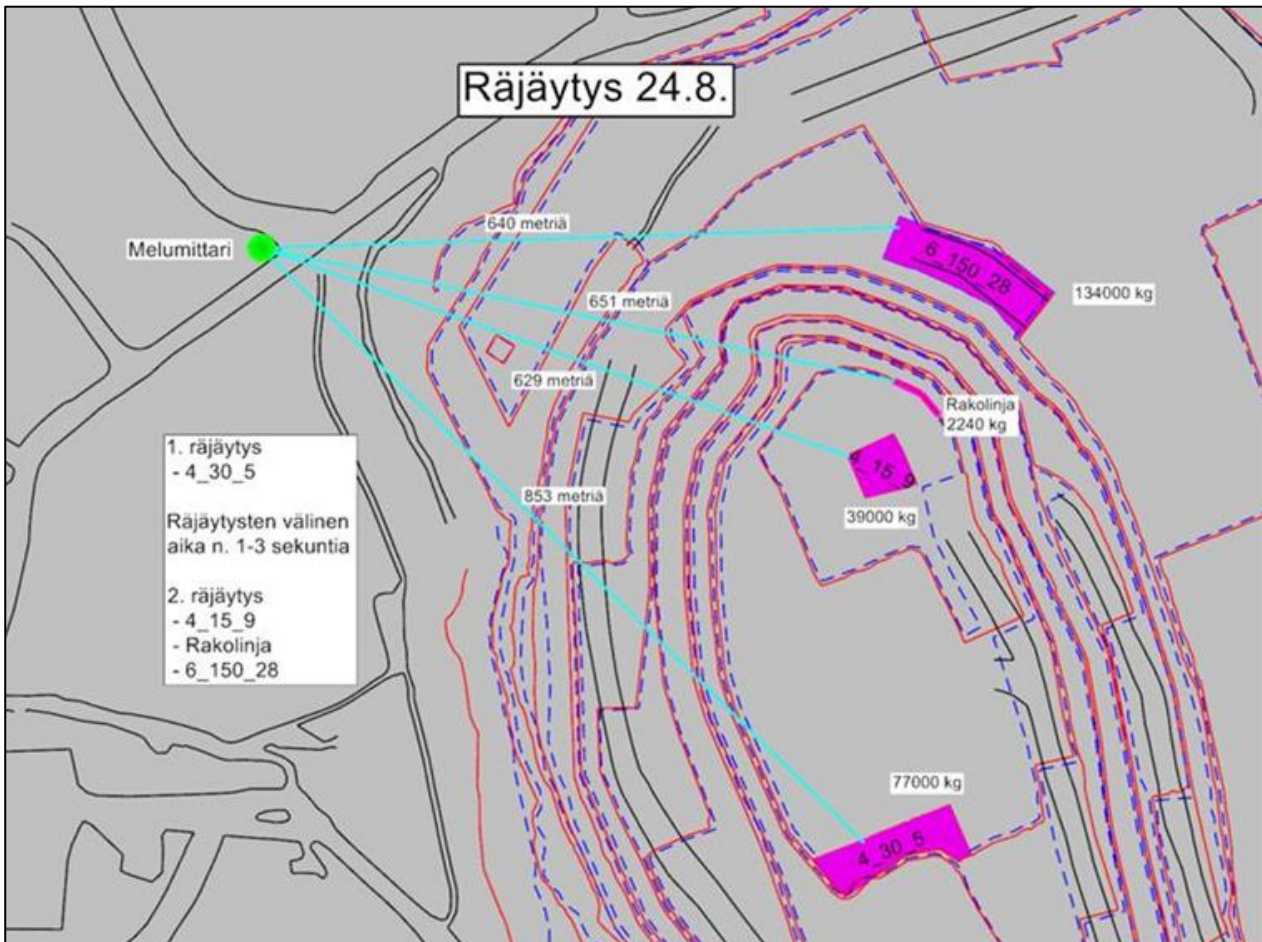 Räjäytys 24.8.
640 metriä
Melumittari
6_150_28
134000 kg
651 metriä
629 metriä
Rakolinja
2240 kg
4_15_9
39000 kg
1. räjäytys
- 4_30_5
Räjäytysten välinen
aika n. 1-3 sekuntia
2. räjäytys
- 4_15_9
- Rakolinja
- 6_150_28
853 metriä
77000 kg
4_30_5